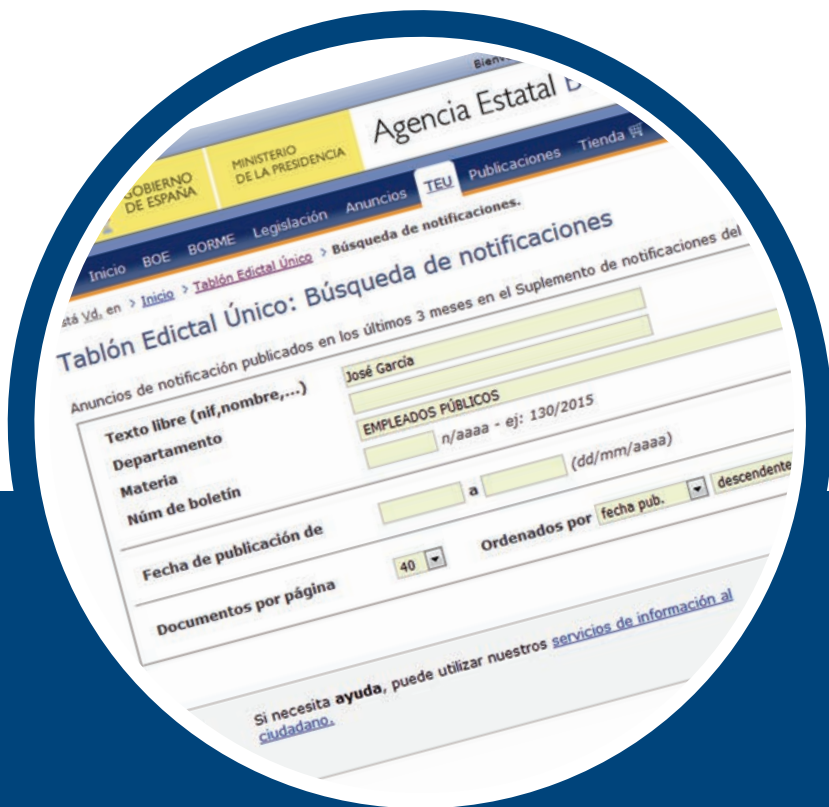 Agencia Estatal
GOBIERNO
DE ESPAÑA
MINISTERIO
DE LA PRESIDENCIA
Inicio BOE BORME Legislación Anuncios TEU Publicaciones Tienda
Vd. en > Inicio > Tablón Edictal Único > Búsqueda de notificaciones.
Tablón Edictal Único: Búsqueda de notificaciones
Anuncios de notificación publicados en los últimos 3 meses en el Suplemento de notificaciones del
Texto libre (nif,nombre,...) José García
Departamento
Materia EMPLEADOS PÚBLICOS
Núm de boletín n/aaaa - ej: 130/2015
Fecha de publicación de a (dd/mm/aaaa)
Documentos por página 40 Ordenados por fecha pub. descendente
Si necesita ayuda, puede utilizar nuestros servicios de información al
ciudadano.